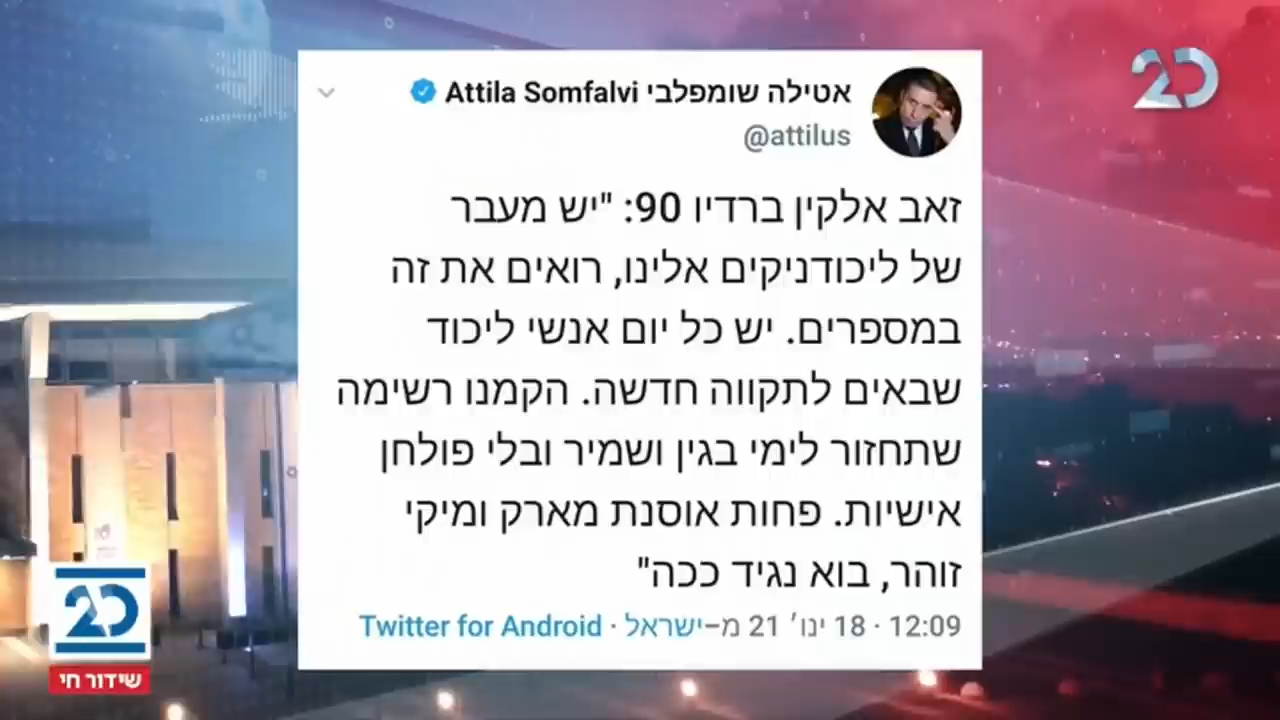 20
אטילה שומפלבי Attila Somfalvi
@attilus
זאב אלקין ברדיו 90: "יש מעבר
של ליכודניקים אלינו, רואים את זה
במספרים. יש כל יום אנשי ליכוד
שבאים לתקווה חדשה. הקמנו רשימה
שתחזור לימי בגין ושמיר ובלי פולחן
אישיות. פחות אוסנת מארק ומיקי
זוהר, בוא נגיד ככה"
12:09 · 18 ינו׳ 21 מ–ישראל · Twitter for Android
20
שידור חי